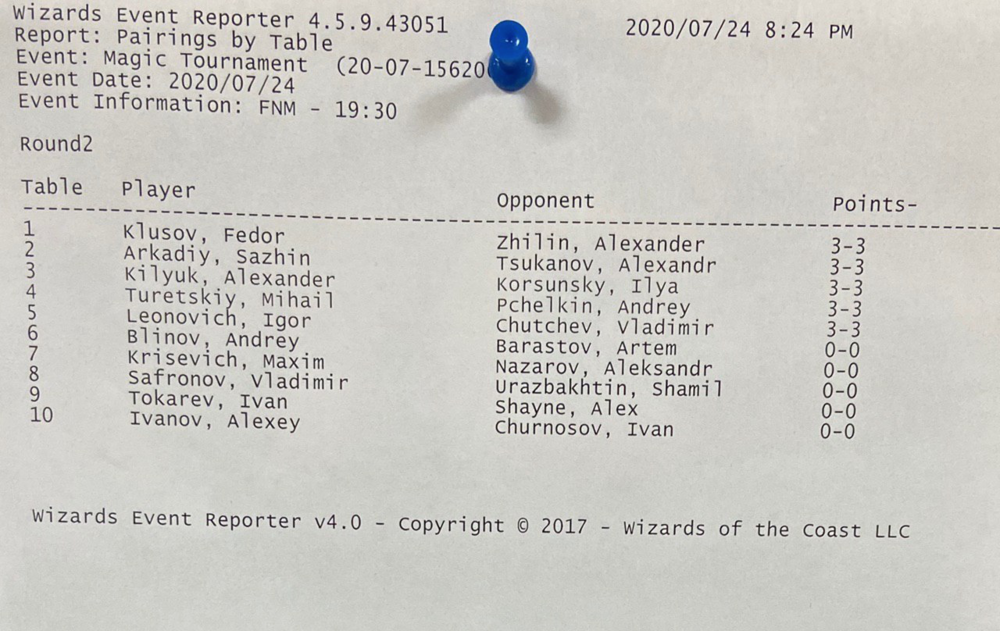 Wizards Event Reporter 4.5.9.43051 2020/07/24 8:24 PM
Report: Pairings by Table
Event: Magic Tournament (20-07-15620
Event Date: 2020/07/24
Event Information: FNM - 19:30
Round2
Table Player Opponent Points-
1 Klusov, Fedor Zhilin, Alexander 3-3
2 Arkadiy, Sazhin Tsukanov, Alexandr 3-3
3 Kilyuk, Alexander Korsunsky, Ilya 3-3
4 Turetskiy, Mihail Pchelkin, Andrey 3-3
5 Leonovich, Igor Chutchev, Vladimir 3-3
6 Blinov, Andrey Barastov, Artem 0-0
7 Krisevich, Maxim Nazarov, Aleksandr 0-0
8 Safronov, Vladimir Urazbakhtin, Shamil 0-0
9 Tokarev, Ivan Shayne, Alex 0-0
10 Ivanov, Alexey Churnosov, Ivan 0-0
Wizards Event Reporter v4.0 - Copyright © 2017 - Wizards of the Coast LLC